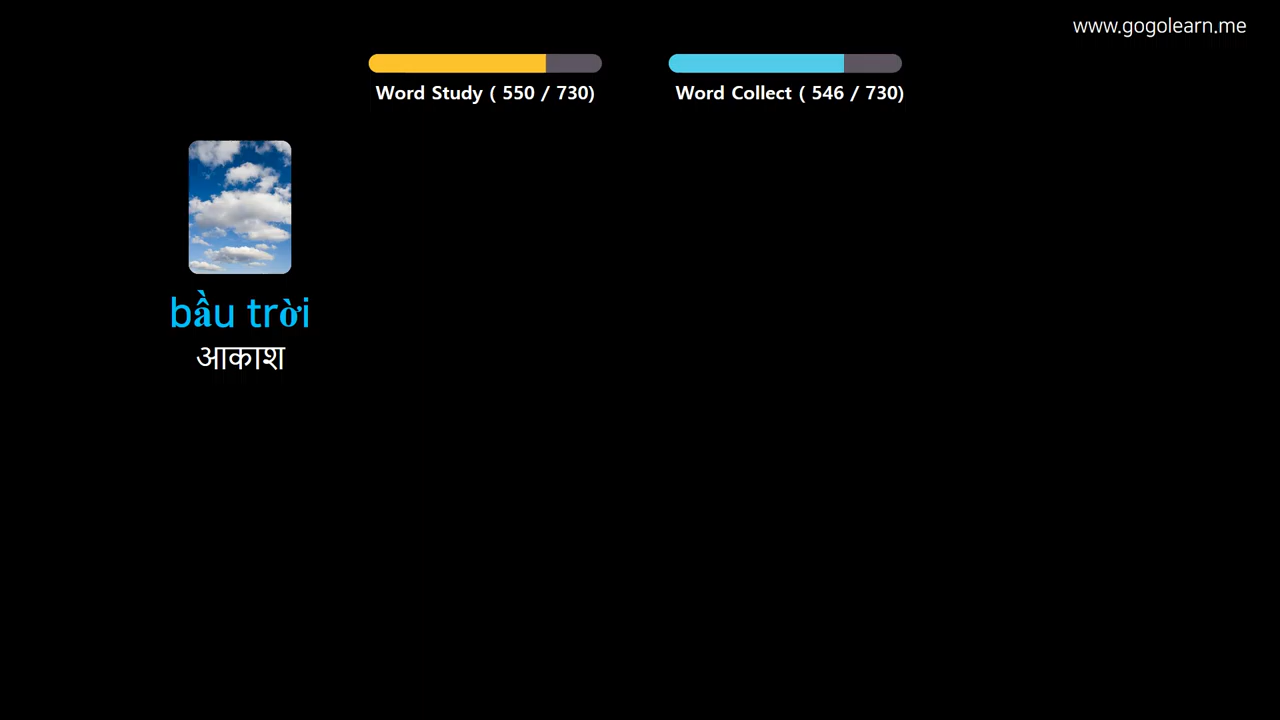 www.gogolearn.me
Word Study ( 550 / 730)
Word Collect ( 546 / 730)
bầu trời
आकाश